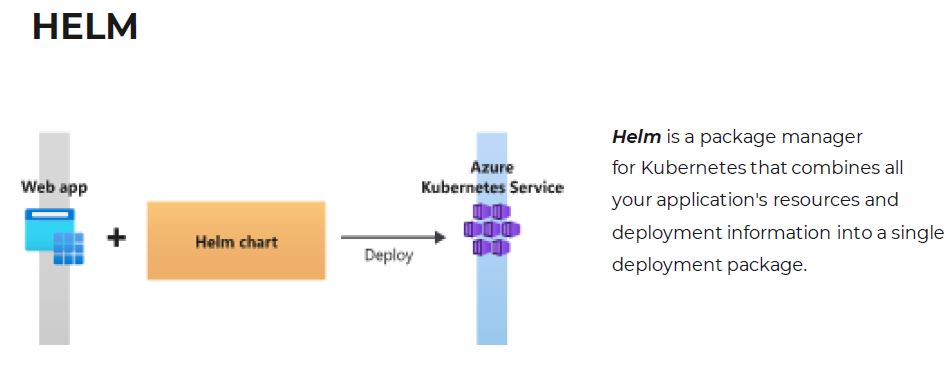 HELM
Web app
+
Helm chart
Deploy
Azure
Kubernetes Service
Helm is a package manager
for Kubernetes that combines all
your application's resources and
deployment information into a single
deployment package.